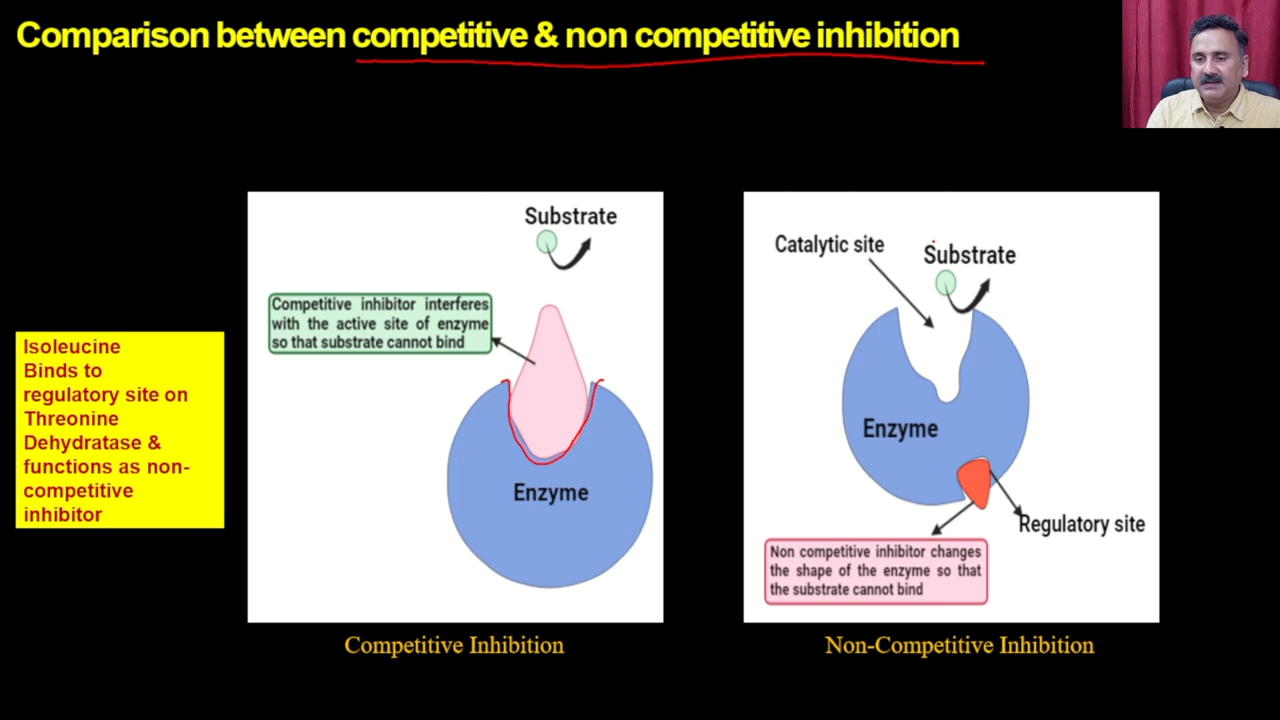 Comparison between competitive & non competitive inhibition
Isoleucine
Binds to
regulatory site on
Threonine
Dehydratase &
functions as non-
competitive
inhibitor
Substrate
Competitive inhibitor interferes
with the active site of enzyme
so that substrate cannot bind
Enzyme
Competitive Inhibition
Catalytic site
Substrate
Enzyme
Regulatory site
Non competitive inhibitor changes
the shape of the enzyme so that
the substrate cannot bind
Non-Competitive Inhibition